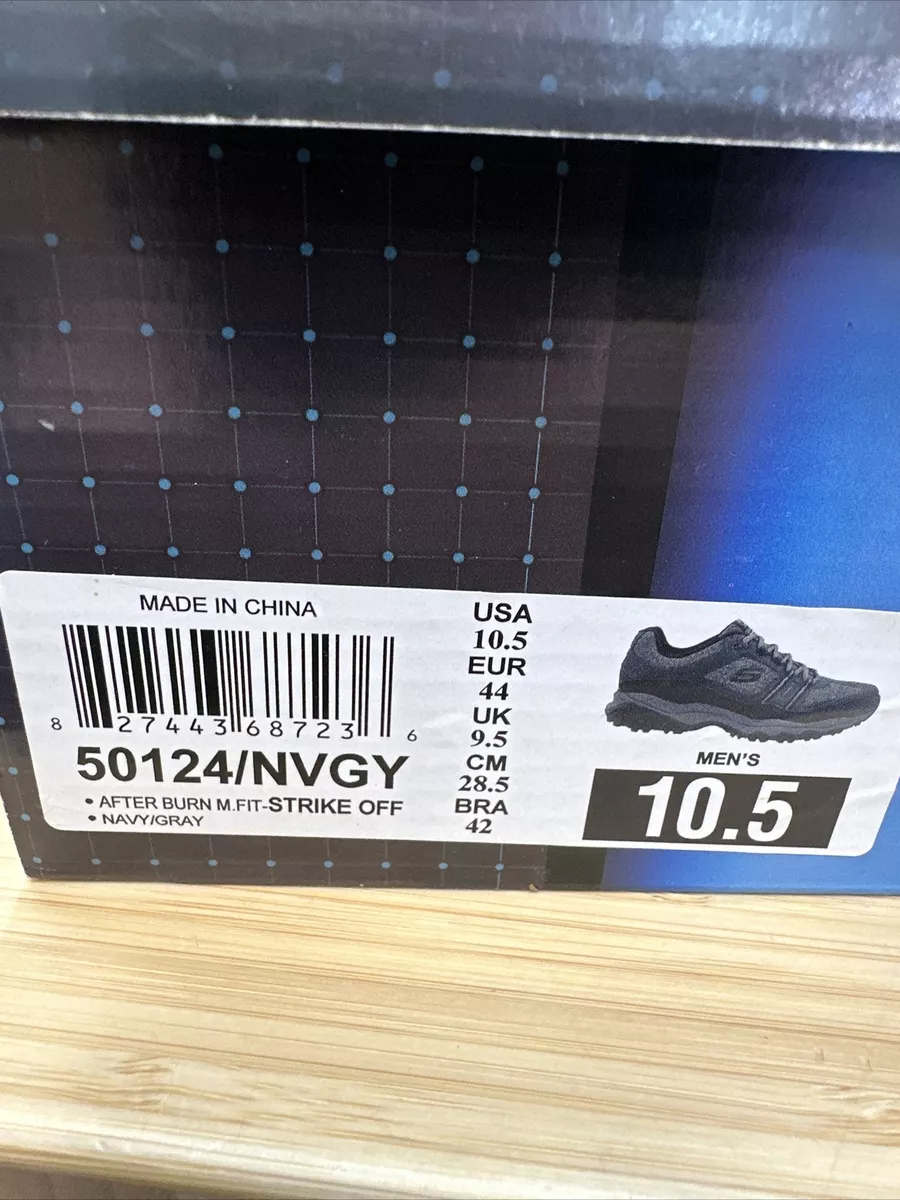 MADE IN CHINA
8 27443 68723 6
50124/NVGY
• AFTER BURN M.FIT-STRIKE OFF
• NAVY/GRAY
USA
10.5
EUR
44
UK
9.5
CM
28.5
BRA
42
MEN'S
10.5